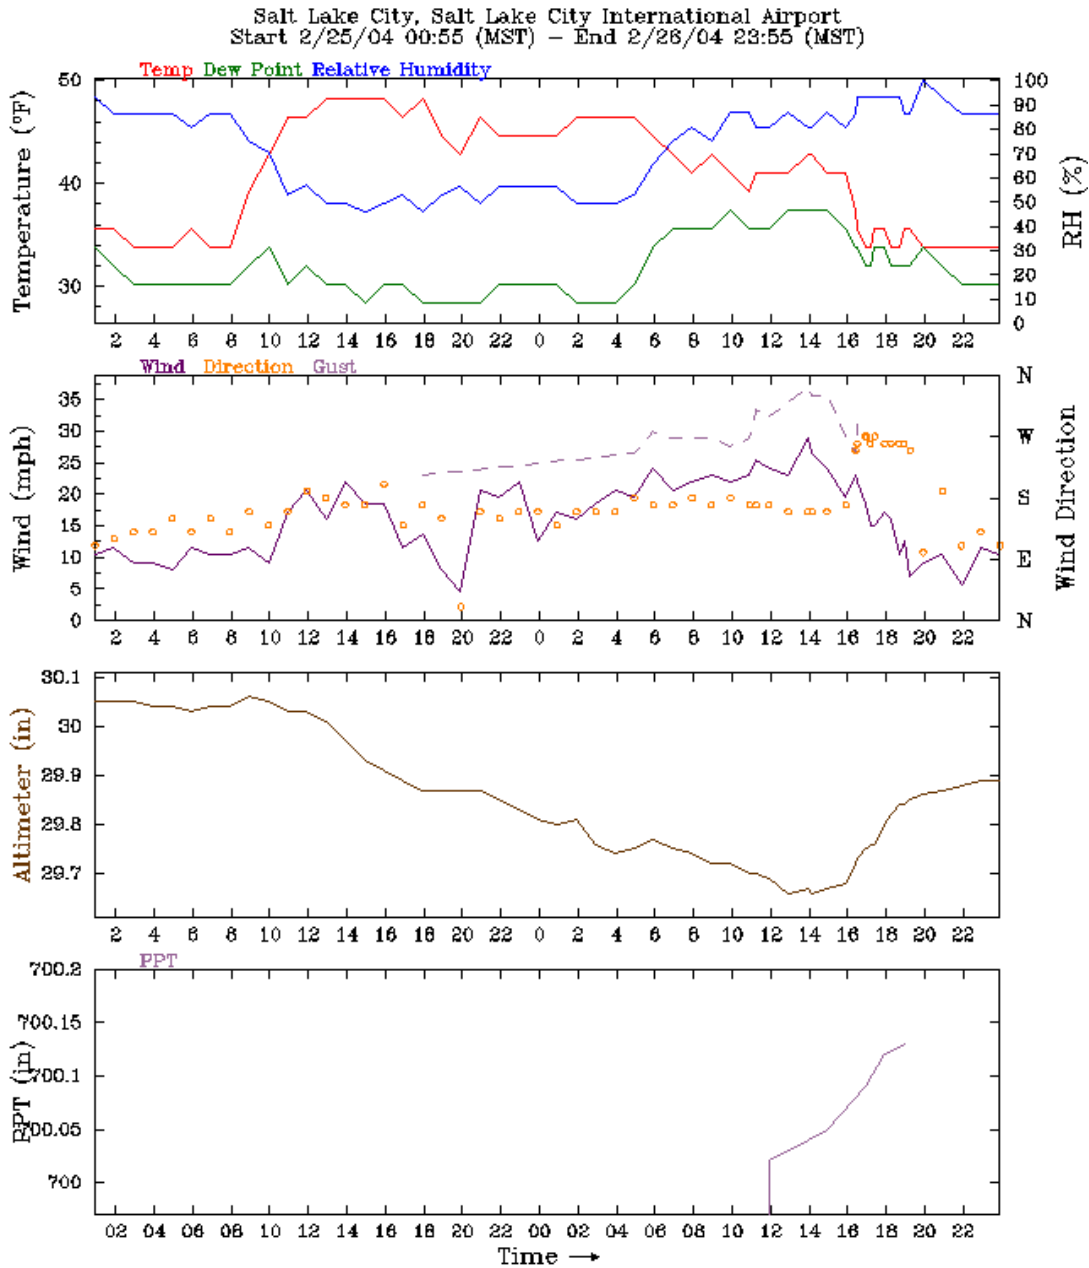 Salt Lake City, Salt Lake City International Airport
Start 2/25/04 00:55 (MST) – End 2/26/04 23:55 (MST)
Temp Dew Point Relative Humidity
Temperature (°F)
50
40
30
100
90
80
70
60
50
40
30
20
10
0
RH (%)
2 4 6 8 10 12 14 16 18 20 22 0 2 4 6 8 10 12 14 16 18 20 22
Wind Direction Gust
Wind (mph)
35
30
25
20
15
10
5
0
N
W
S
E
N
Wind Direction
2 4 6 8 10 12 14 16 18 20 22 0 2 4 6 8 10 12 14 16 18 20 22
Altimeter (in)
30.1
30
29.9
29.8
29.7
2 4 6 8 10 12 14 16 18 20 22 0 2 4 6 8 10 12 14 16 18 20 22
PPT
PPT (in)
700.2
700.15
700.1
700.05
700
02 04 06 08 10 12 14 16 18 20 22 00 02 04 06 08 10 12 14 16 18 20 22
Time →